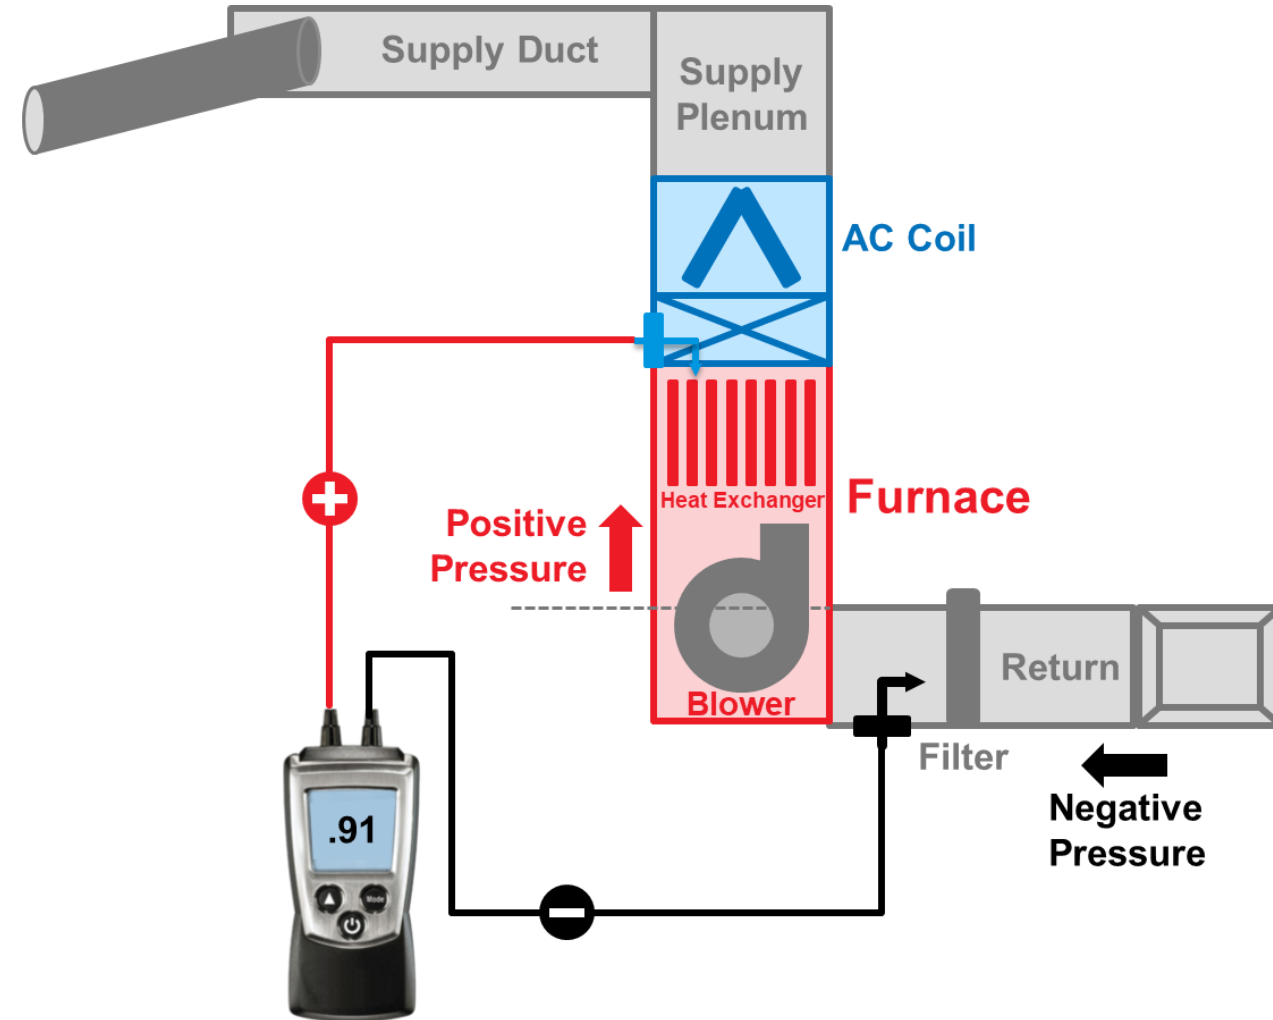 Supply Duct
Supply
Plenum
AC Coil
Heat Exchanger
Furnace
Positive
Pressure
Blower
Return
Filter
Negative
Pressure
.91
Mode